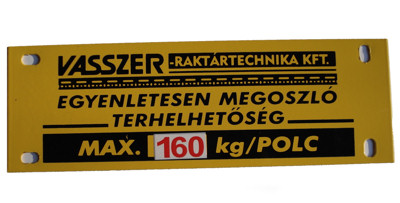 VASSZER-RAKTÁRTECHNIKA KFT.
EGYENLETESEN MEGOSZLÓ
TERHELHETŐSÉG
MAX. 160 kg/POLC